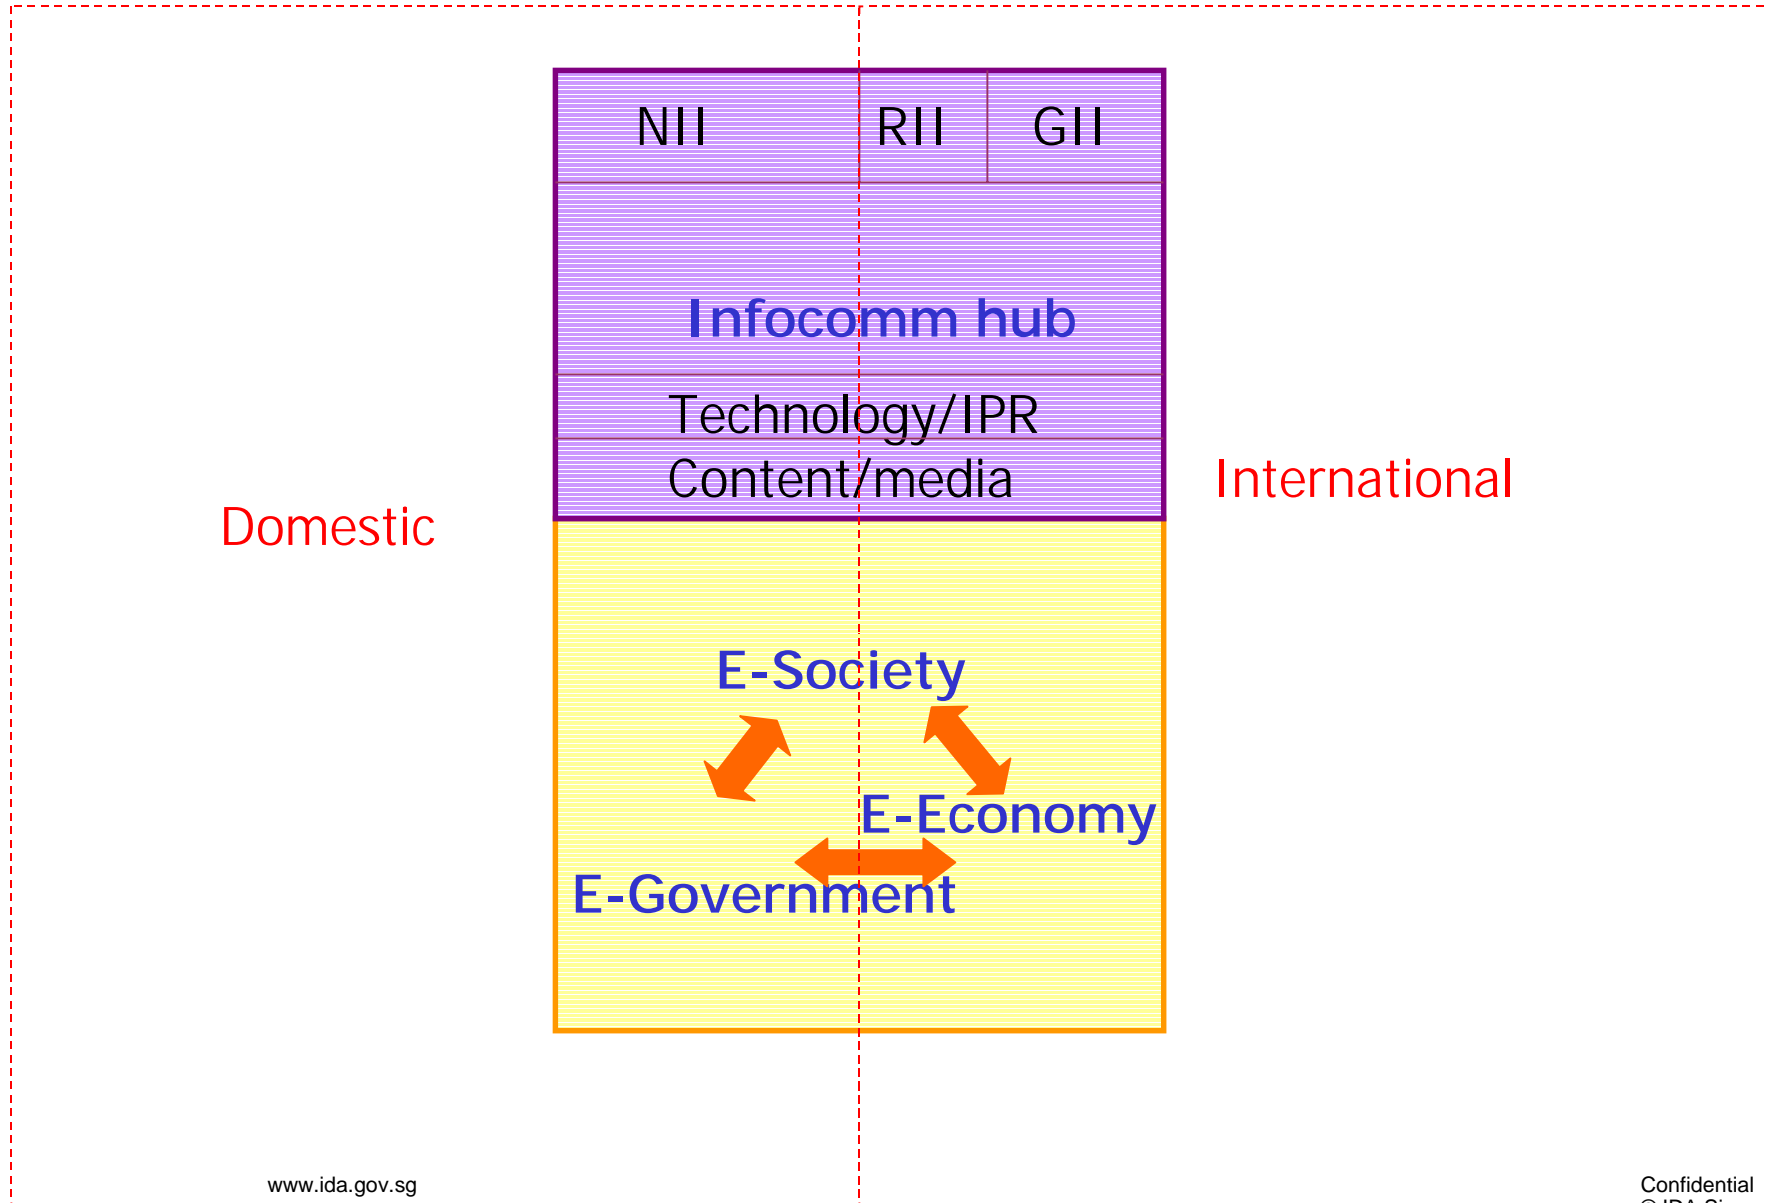 NII RII GII
Infocomm hub
Technology/IPR
Content/media
International
Domestic
E-Society
E-Economy
E-Government
www.ida.gov.sg
Confidential